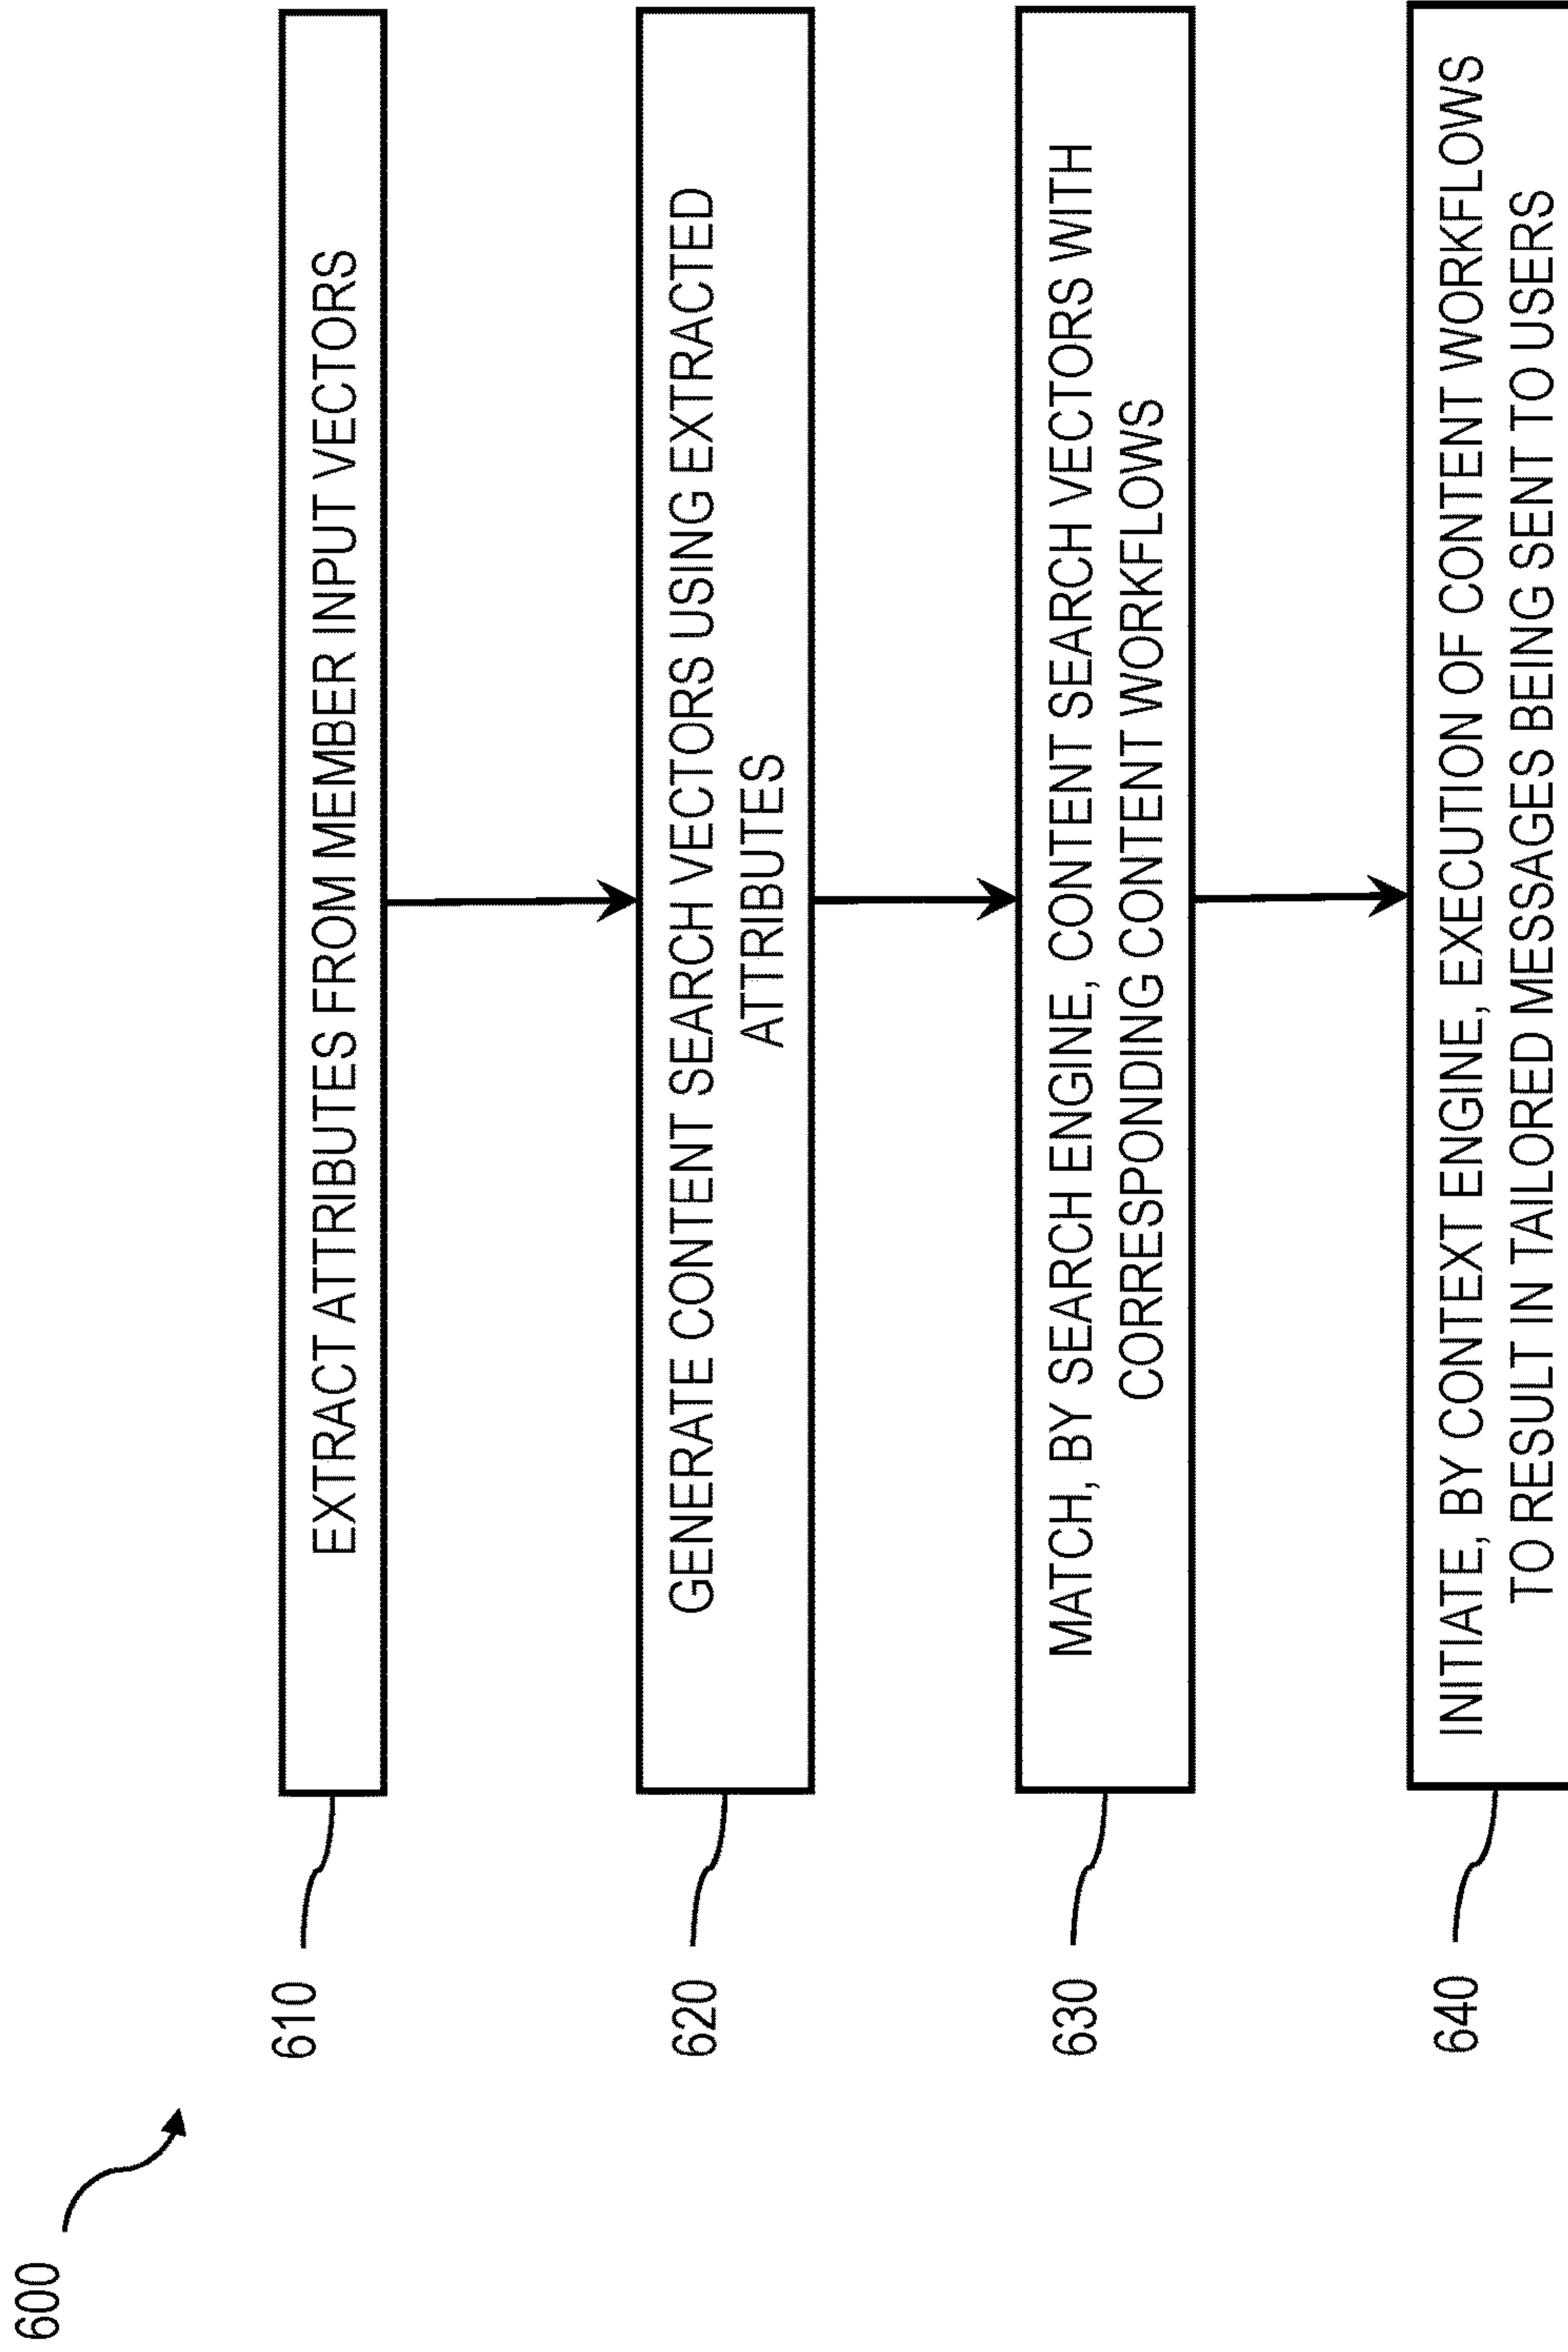 600
610
EXTRACT ATTRIBUTES FROM MEMBER INPUT VECTORS
620
GENERATE CONTENT SEARCH VECTORS USING EXTRACTED
ATTRIBUTES
630
MATCH, BY SEARCH ENGINE, CONTENT SEARCH VECTORS WITH
CORRESPONDING CONTENT WORKFLOWS
640
INITIATE, BY CONTEXT ENGINE, EXECUTION OF CONTENT WORKFLOWS
TO RESULT IN TAILORED MESSAGES BEING SENT TO USERS